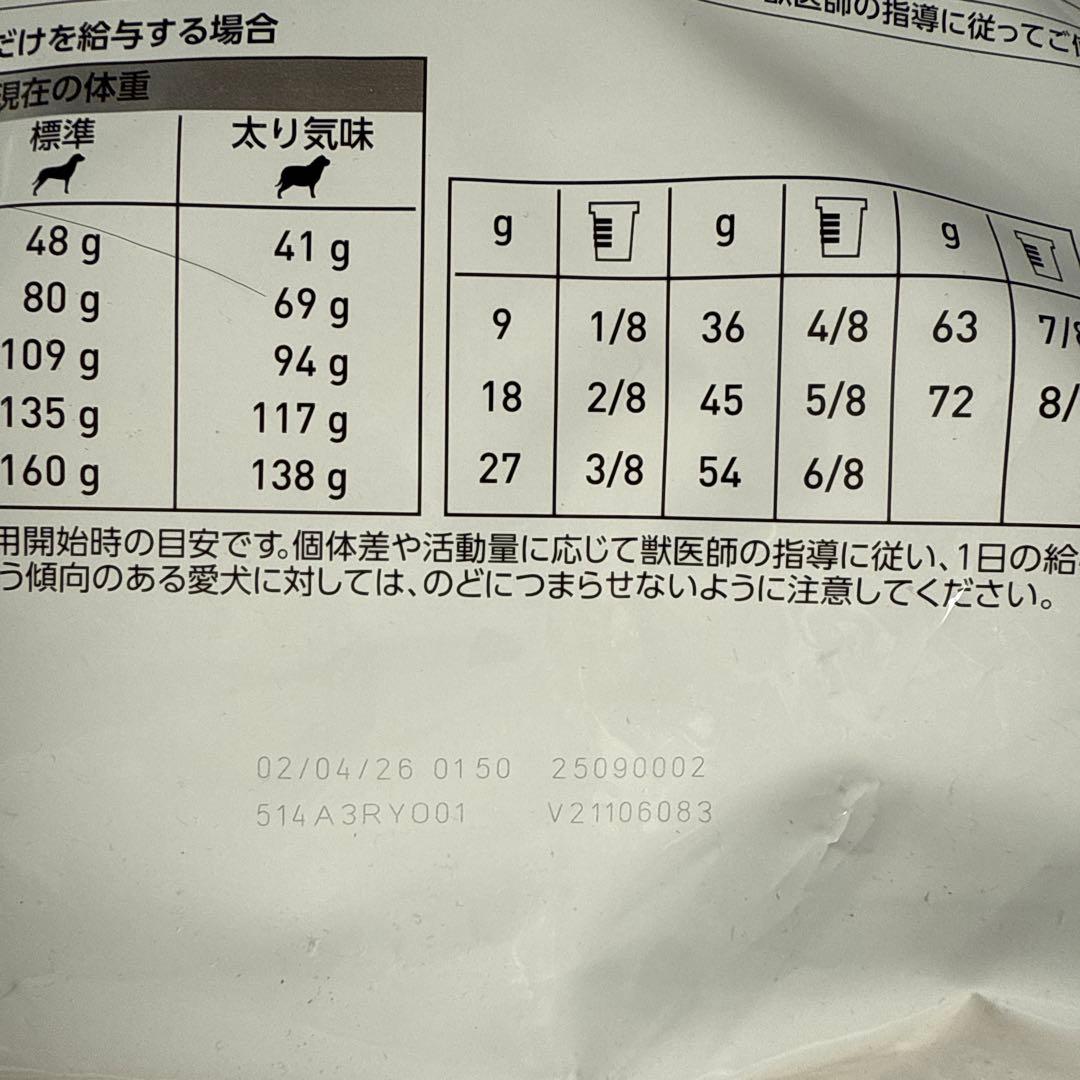 だけを給与する場合
獣医師の指導に従ってご使
現在の体重
標準 太り気味
48 g 41 g
80 g 69 g
109 g 94 g
135 g 117 g
160 g 138 g
g g g
9 1/8 36 4/8 63 7/8
18 2/8 45 5/8 72 8/
27 3/8 54 6/8
用開始時の目安です。個体差や活動量に応じて獣医師の指導に従い、1日の給
う傾向のある愛犬に対しては、のどにつまらせないように注意してください。
02/04/26 0150 25090002
514A3RYO01 V21106083